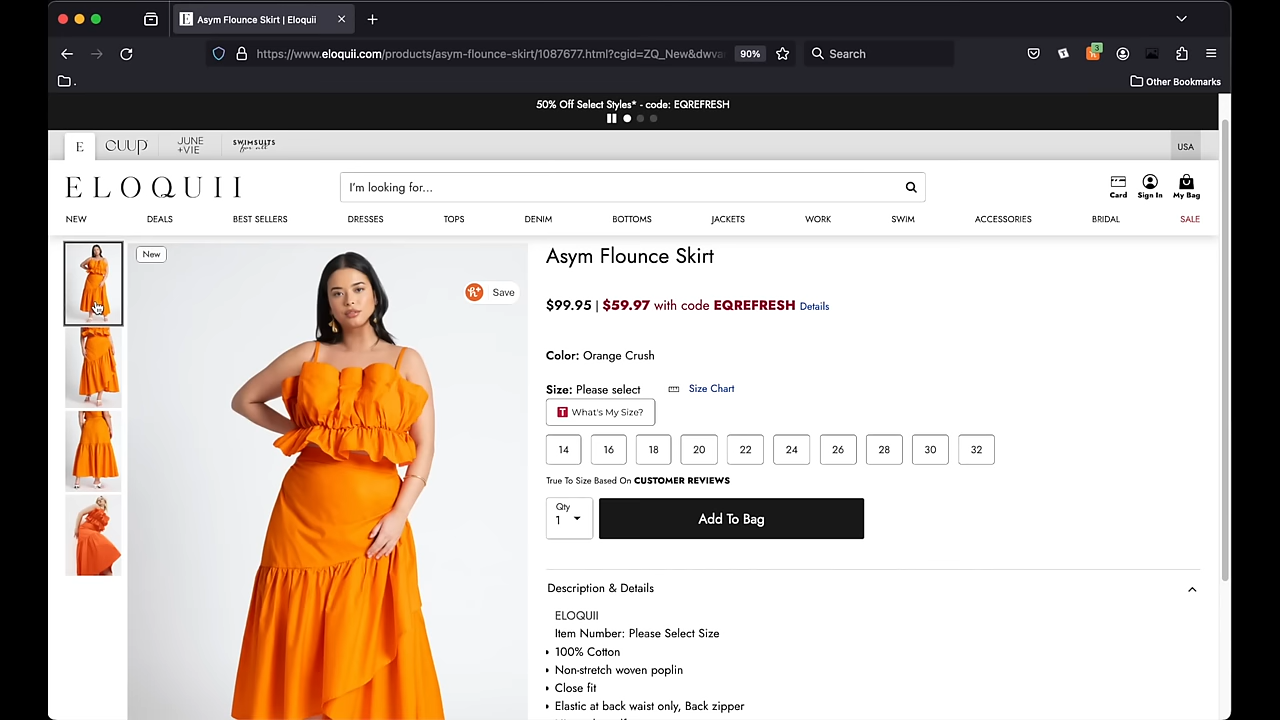 Asym Flounce Skirt | Eloquii
https://www.eloquii.com/products/asym-flounce-skirt/1087677.html?cgid=ZQ_New&dwva
90%
Search
3
.
Other Bookmarks
50% Off Select Styles* - code: EQREFRESH
E
CUUP
JUNE
+VIE
SWIMSUITS
for all
USA
ELOQUII
I'm looking for...
Card
Sign In
My Bag
NEW
DEALS
BEST SELLERS
DRESSES
TOPS
DENIM
BOTTOMS
JACKETS
WORK
SWIM
ACCESSORIES
BRIDAL
SALE
New
Save
Asym Flounce Skirt
$99.95 | $59.97 with code EQREFRESH Details
Color: Orange Crush
Size: Please select
Size Chart
T What's My Size?
14 16 18 20 22 24 26 28 30 32
True To Size Based On CUSTOMER REVIEWS
Qty
1
Add To Bag
Description & Details
ELOQUII
Item Number: Please Select Size
100% Cotton
Non-stretch woven poplin
Close fit
Elastic at back waist only, Back zipper